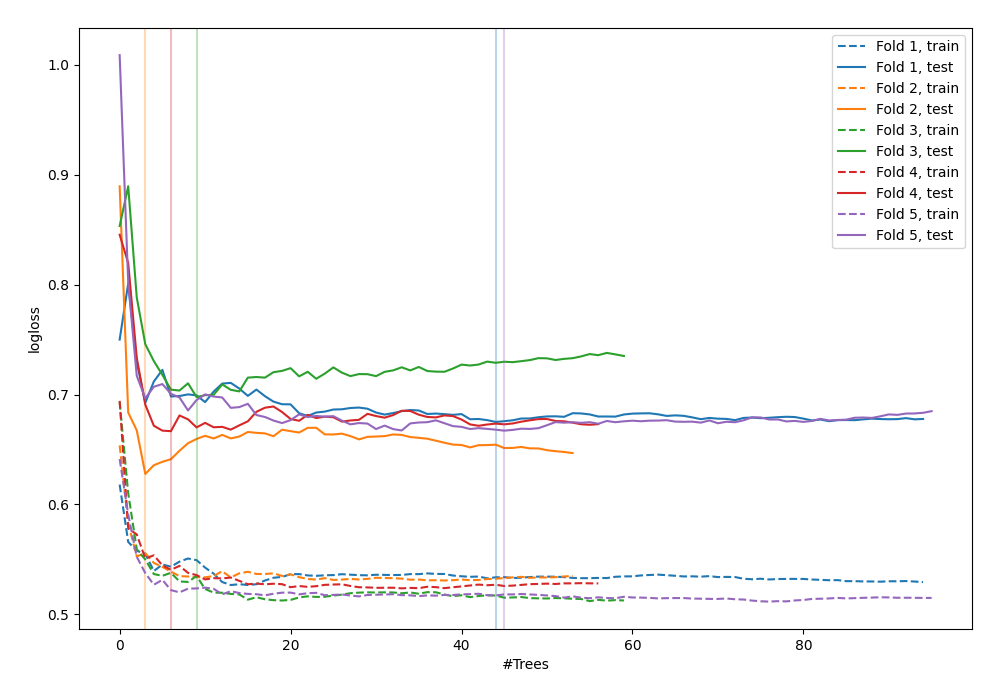 1.0
0.9
0.8
0.7
0.6
0.5
logloss
0
20
40
60
80
#Trees
Fold 1, train
Fold 1, test
Fold 2, train
Fold 2, test
Fold 3, train
Fold 3, test
Fold 4, train
Fold 4, test
Fold 5, train
Fold 5, test